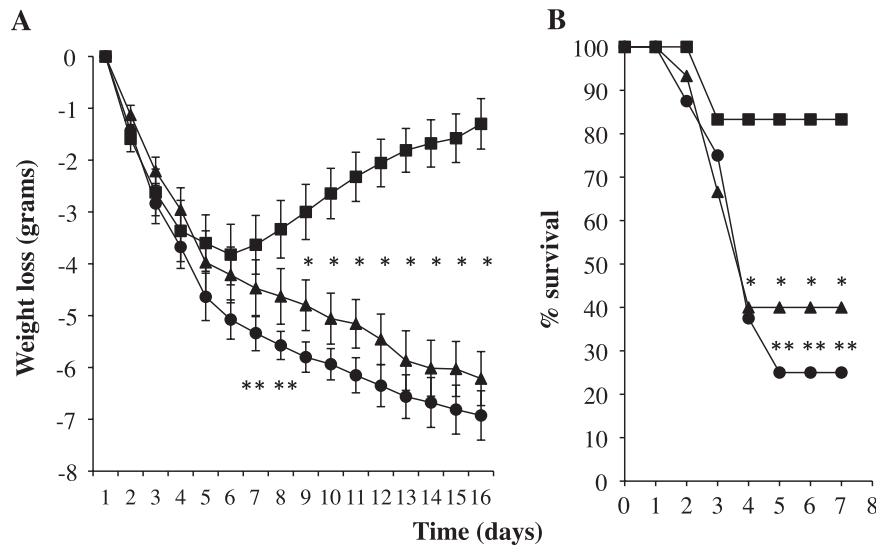 A
B
Weight loss (grams)
0
-1
-2
-3
-4
-5
-6
-7
-8
* * * * * * * *
** **
1 2 3 4 5 6 7 8 9 10 11 12 13 14 15 16
Time (days)
% survival
100
90
80
70
60
50
40
30
20
10
0
* * * *
** ** **
0 1 2 3 4 5 6 7 8